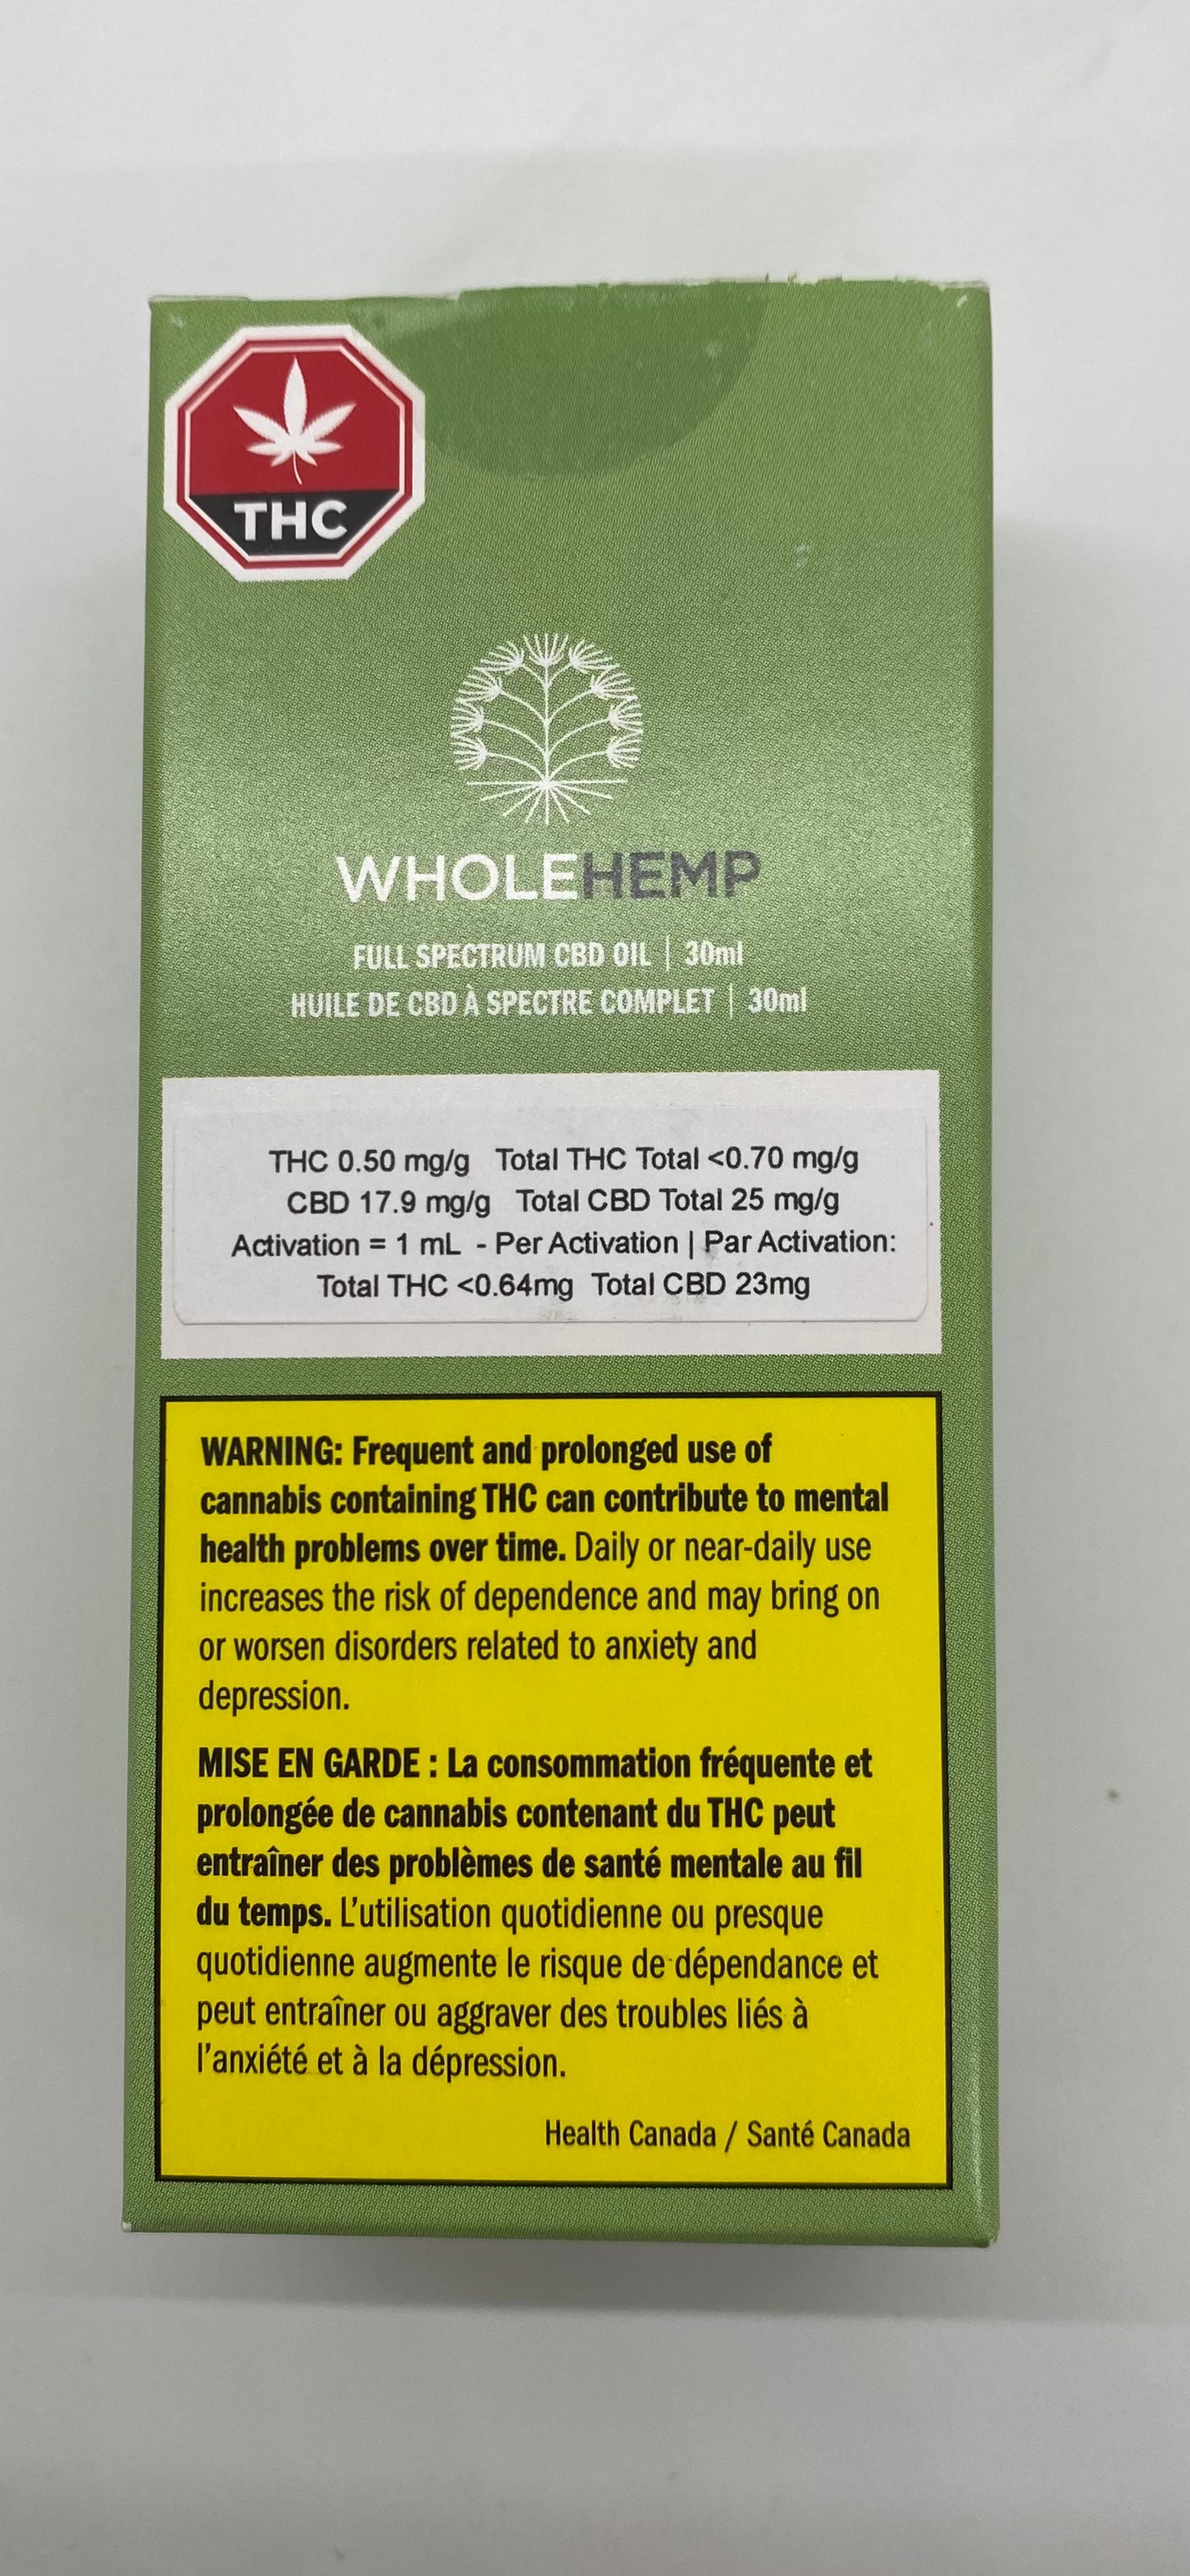 THC
WHOLEHEMP
FULL SPECTRUM CBD OIL | 30ml
HUILE DE CBD À SPECTRE COMPLET | 30ml
THC 0.50 mg/g Total THC Total <0.70 mg/g
CBD 17.9 mg/g Total CBD Total 25 mg/g
Activation = 1 mL - Per Activation | Par Activation:
Total THC <0.64mg Total CBD 23mg
WARNING: Frequent and prolonged use of
cannabis containing THC can contribute to mental
health problems over time. Daily or near-daily use
increases the risk of dependence and may bring on
or worsen disorders related to anxiety and
depression.
MISE EN GARDE : La consommation fréquente et
prolongée de cannabis contenant du THC peut
entraîner des problèmes de santé mentale au fil
du temps. L'utilisation quotidienne ou presque
quotidienne augmente le risque de dépendance et
peut entraîner ou aggraver des troubles liés à
l'anxiété et à la dépression.
Health Canada / Santé Canada